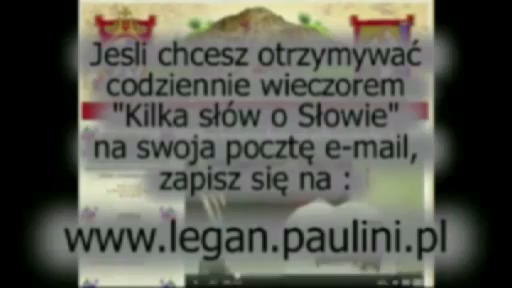 Jesli chcesz otrzymywać
codziennie wieczorem
"Kilka słów o Słowie"
na swoja pocztę e-mail,
zapisz się na :
www.legan.paulini.pl